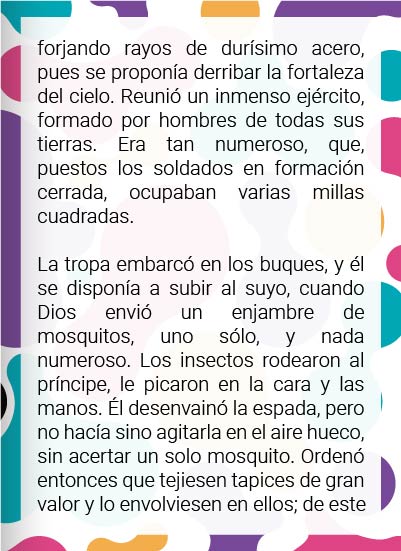 forjando rayos de durísimo acero,
pues se proponía derribar la fortaleza
del cielo. Reunió un inmenso ejército,
formado por hombres de todas sus
tierras. Era tan numeroso, que,
puestos los soldados en formación
cerrada, ocupaban varias millas
cuadradas.
La tropa embarcó en los buques, y él
se disponía a subir al suyo, cuando
Dios envió un enjambre de
mosquitos, uno sólo, y nada
numeroso. Los insectos rodearon al
príncipe, le picaron en la cara y las
manos. Él desenvainó la espada, pero
no hacía sino agitarla en el aire hueco,
sin acertar un solo mosquito. Ordenó
entonces que tejiesen tapices de gran
valor y lo envolviesen en ellos; de este